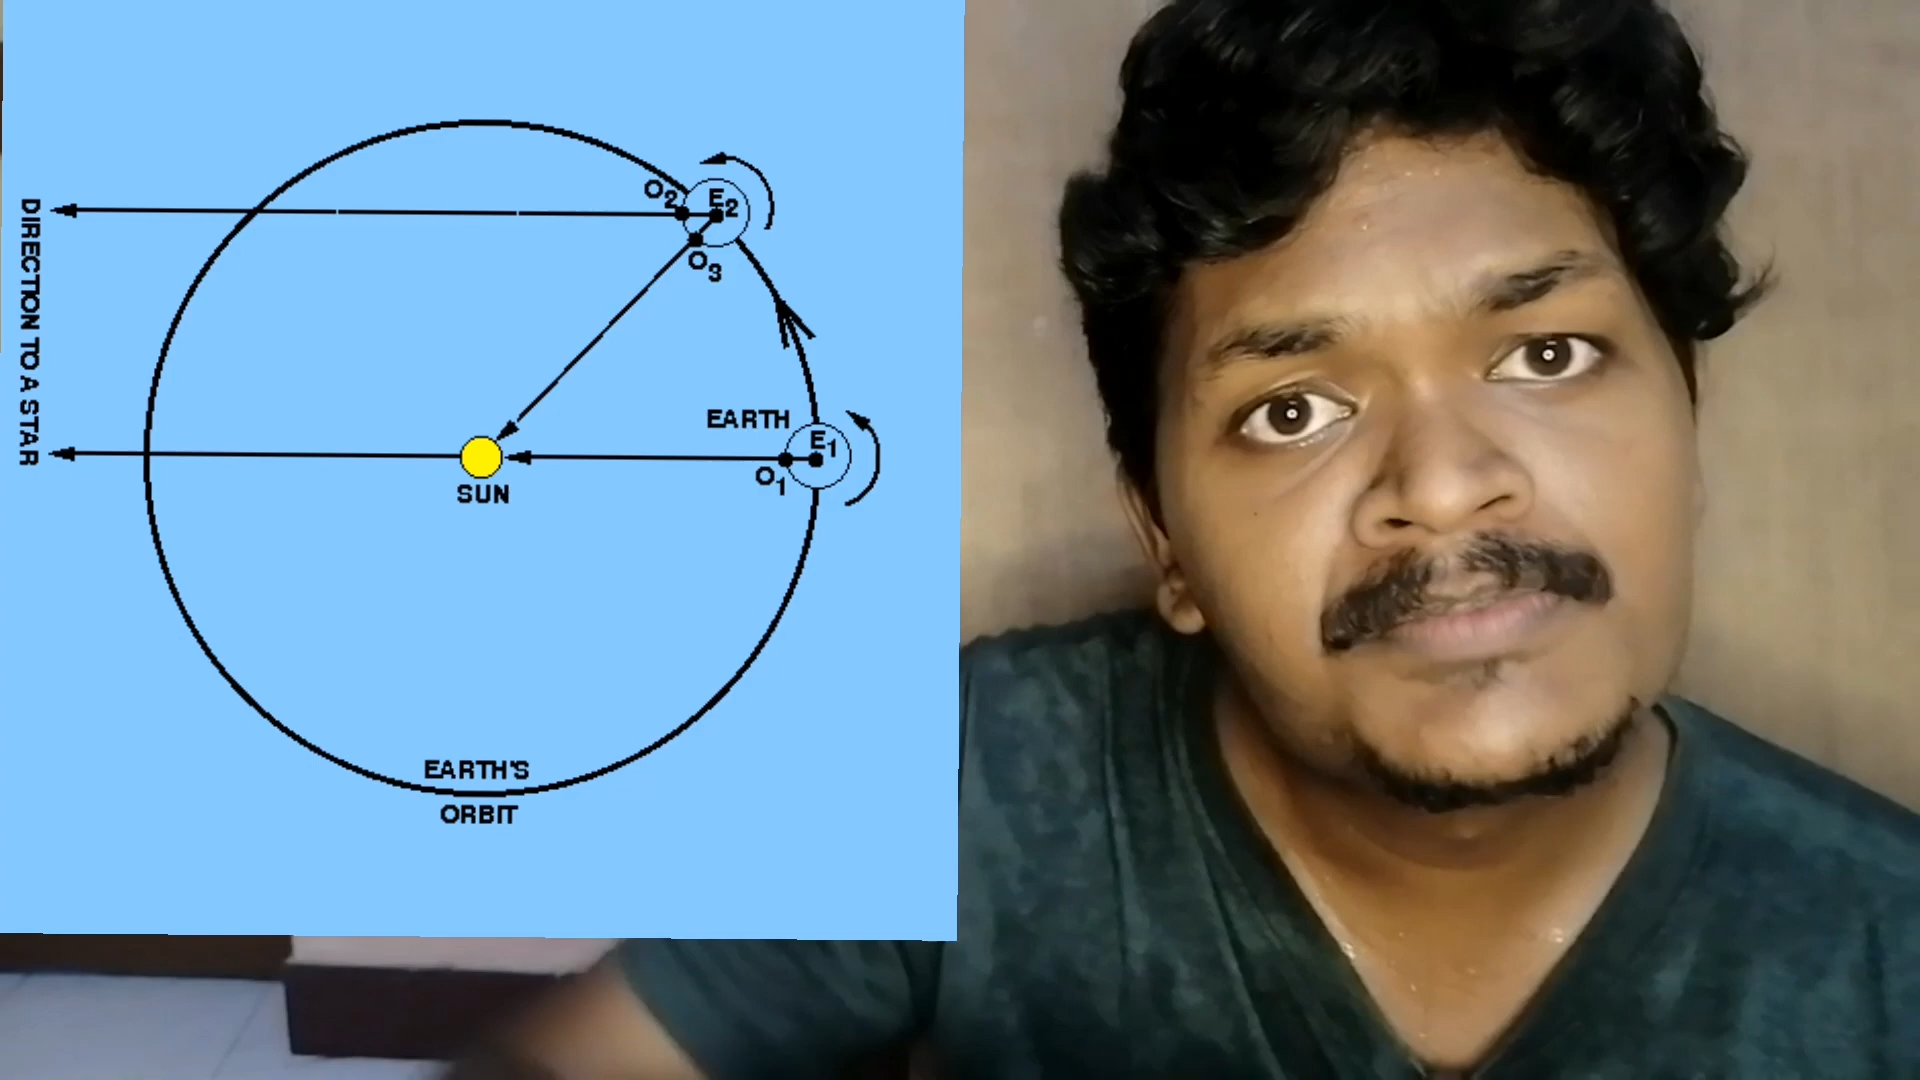 DIRECTION TO A STAR
O2
E2
O3
EARTH
E1
O1
SUN
EARTH'S
ORBIT